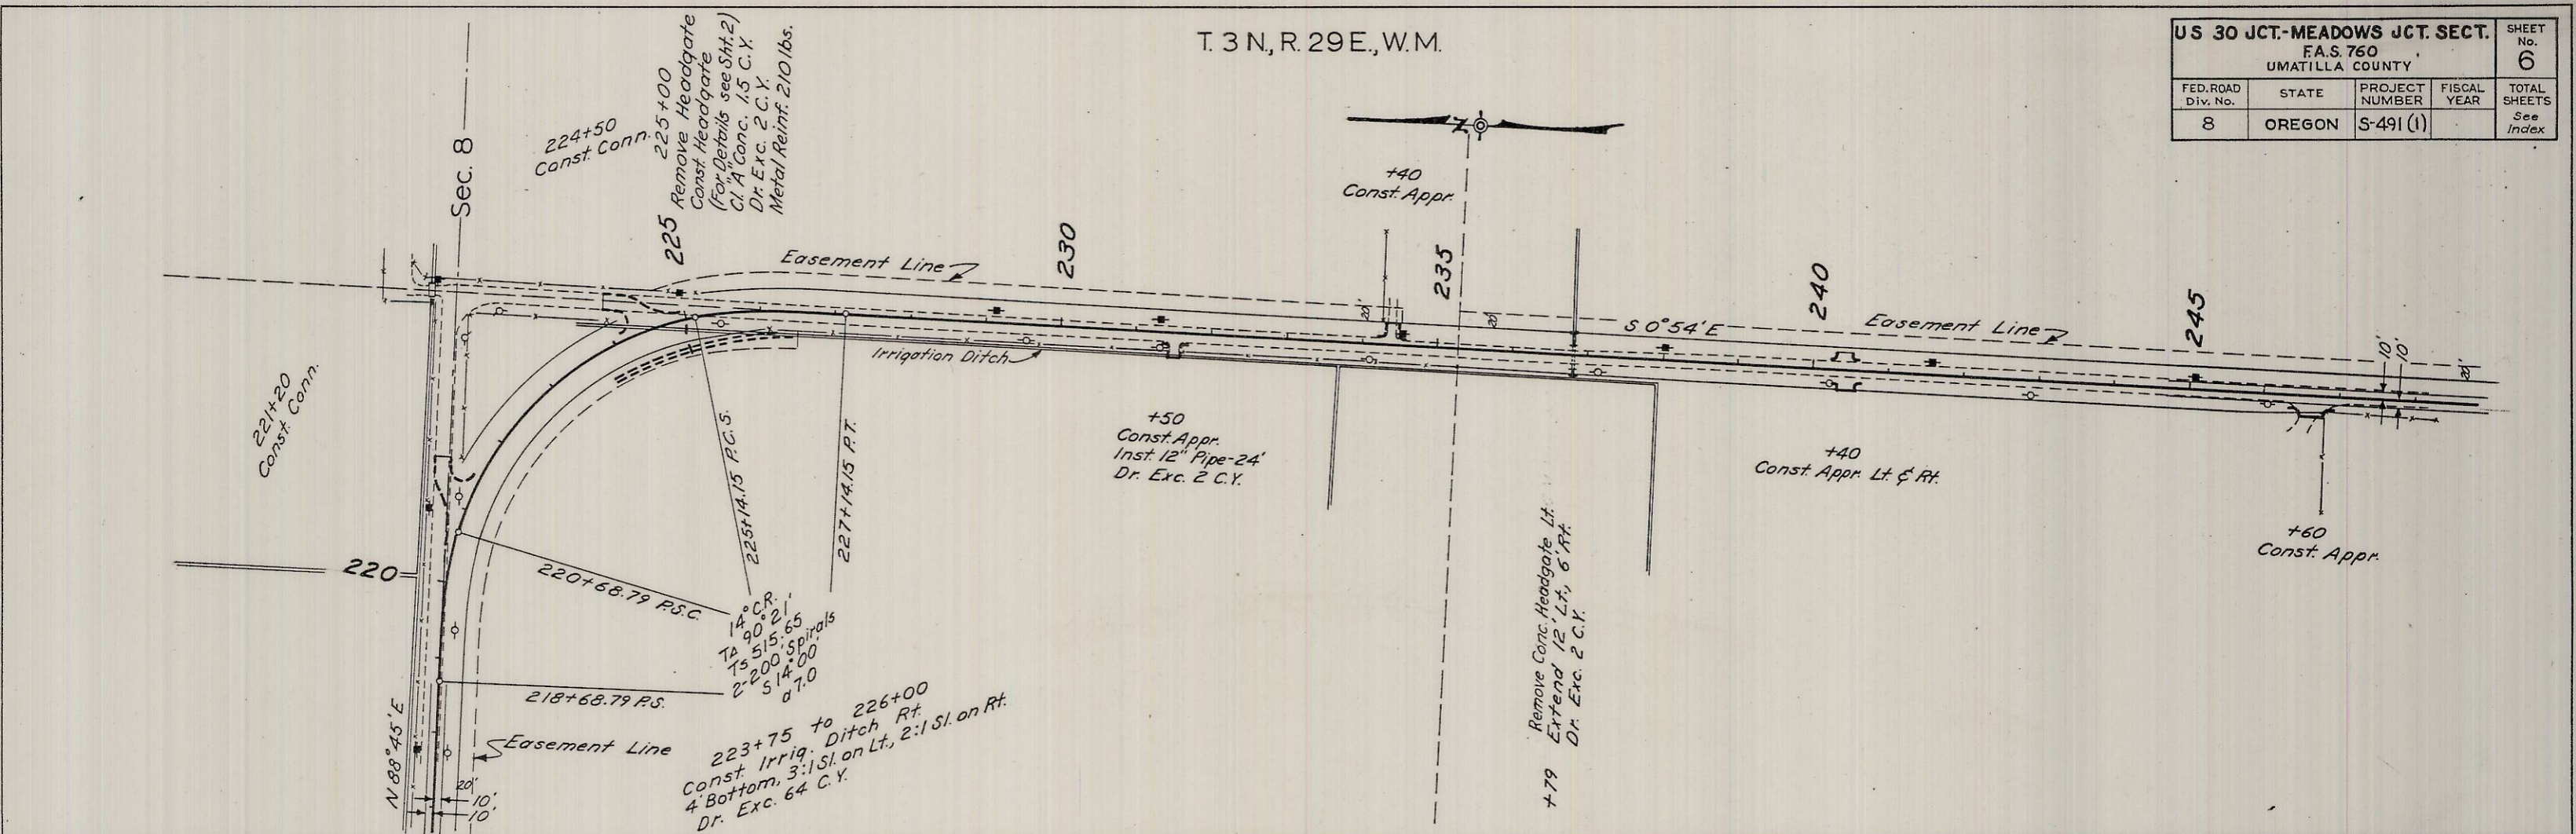 T. 3 N., R. 29 E., W.M.
US 30 JCT.-MEADOWS JCT. SECT.
F.A.S. 760
UMATILLA COUNTY
SHEET
No.
6
FED. ROAD
Div. No.
STATE
PROJECT
NUMBER
FISCAL
YEAR
TOTAL
SHEETS
8
OREGON
S-491 (1)
See
Index
Sec. 8
224+50
Const. Conn.
225+00
Remove Headgate
Const. Headgate
(For Details see Sht. 2)
Cl. "A" Conc. 1.5 C.Y.
Dr. Exc. 2 C.Y.
Metal Reinf. 210 lbs.
N
+40
Const. Appr.
225
230
235
240
245
Easement Line
20'
20'
S 0°54' E
Easement Line
10'
10'
20'
Irrigation Ditch
221+20
Const. Conn.
225+14.15 P.C.S.
227+14.15 P.T.
+50
Const. Appr.
Inst. 12" Pipe-24'
Dr. Exc. 2 C.Y.
+40
Const. Appr. Lt. & Rt.
+60
Const. Appr.
220
220+68.79 P.S.C.
14° C.R.
TΔ 90°21'
Ts 515.65
2-200' Spirals
S 14°00'
a 7.0
218+68.79 P.S.
+79
Remove Conc. Headgate Lt.
Extend 12' Lt., 6' Rt.
Dr. Exc. 2 C.Y.
223+75 to 226+00
Const. Irrig. Ditch Rt.
4' Bottom, 3:1 Sl. on Lt., 2:1 Sl. on Rt.
Dr. Exc. 64 C.Y.
N 88°45' E
Easement Line
20'
10'
10'